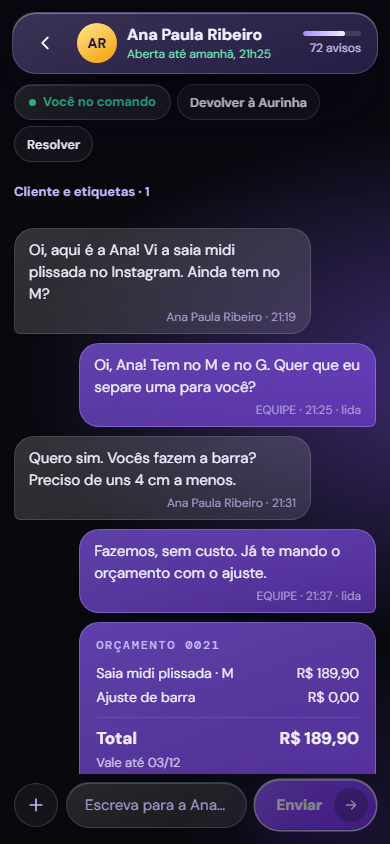 AR
Ana Paula Ribeiro
Aberta até amanhã, 21h25
72 avisos
Você no comando
Devolver à Aurinha
Resolver
Cliente e etiquetas · 1
Oi, aqui é a Ana! Vi a saia midi
plissada no Instagram. Ainda tem no
M?
Ana Paula Ribeiro · 21:19
Oi, Ana! Tem no M e no G. Quer que eu
separe uma para você?
EQUIPE · 21:25 · lida
Quero sim. Vocês fazem a barra?
Preciso de uns 4 cm a menos.
Ana Paula Ribeiro · 21:31
Fazemos, sem custo. Já te mando o
orçamento com o ajuste.
EQUIPE · 21:37 · lida
ORÇAMENTO 0021
Saia midi plissada · M R$ 189,90
Ajuste de barra R$ 0,00
Total R$ 189,90
Vale até 03/12
Escreva para a Ana...
Enviar →